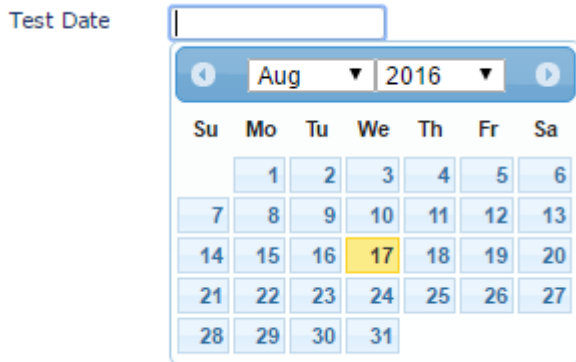 Test Date
Aug 2016
Su Mo Tu We Th Fr Sa
1 2 3 4 5 6
7 8 9 10 11 12 13
14 15 16 17 18 19 20
21 22 23 24 25 26 27
28 29 30 31